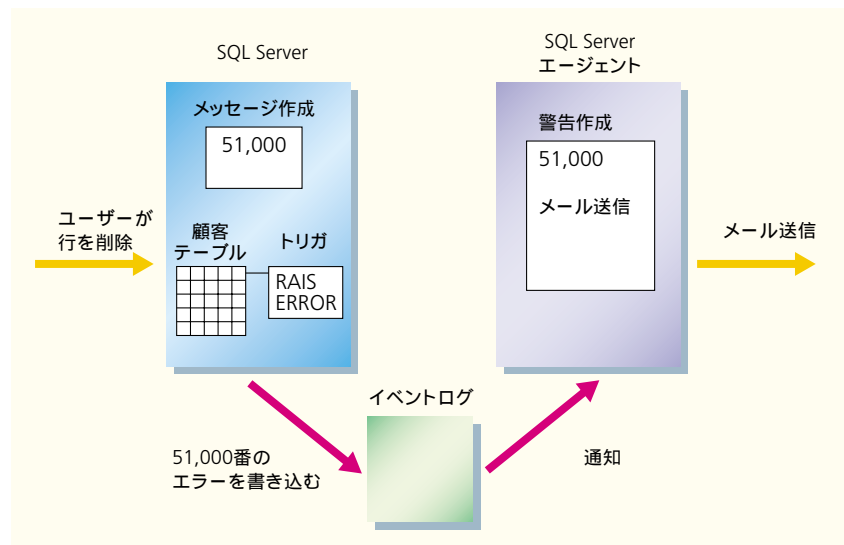 SQL Server
メッセージ作成
51,000
ユーザーが
行を削除
顧客
テーブル
トリガ
RAIS
ERROR
SQL Server
エージェント
警告作成
51,000
メール送信
メール送信
イベントログ
51,000番の
エラーを書き込む
通知